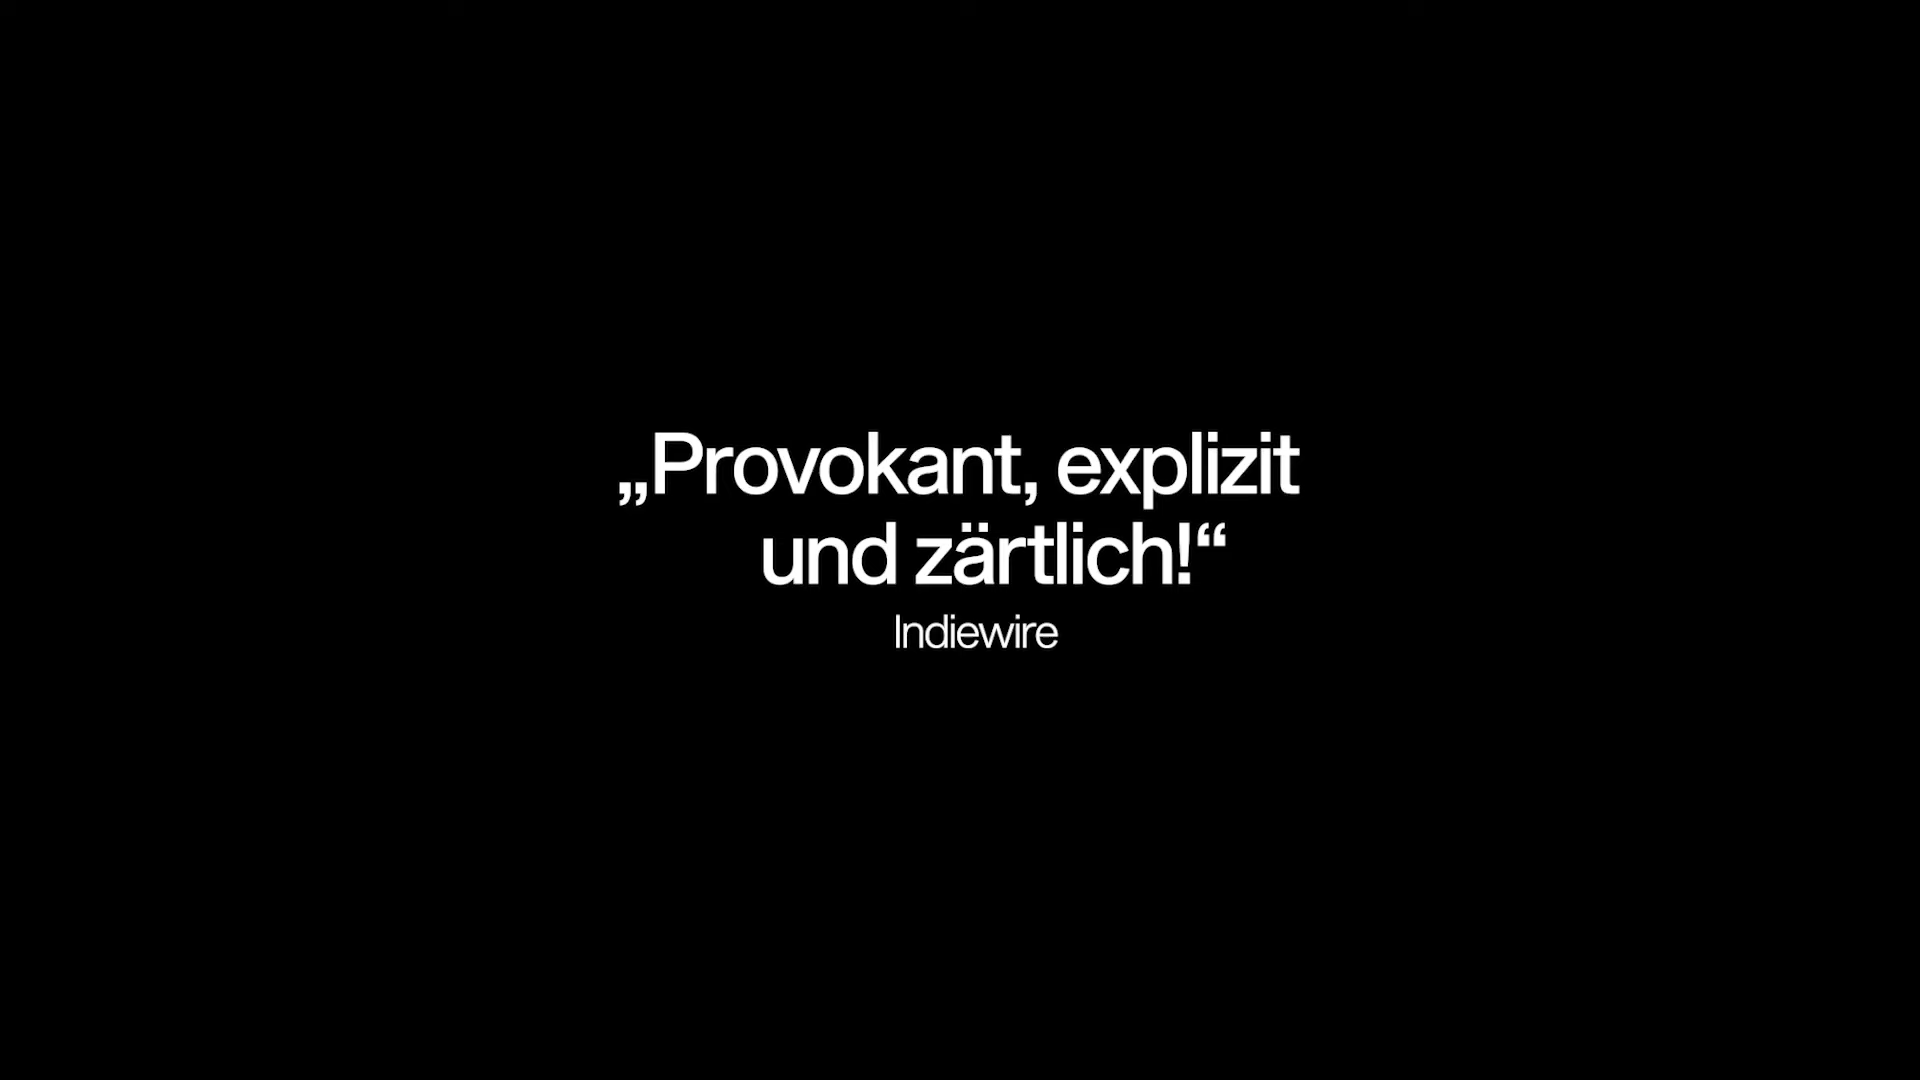 „Provokant, explizit
und zärtlich!“
Indiewire